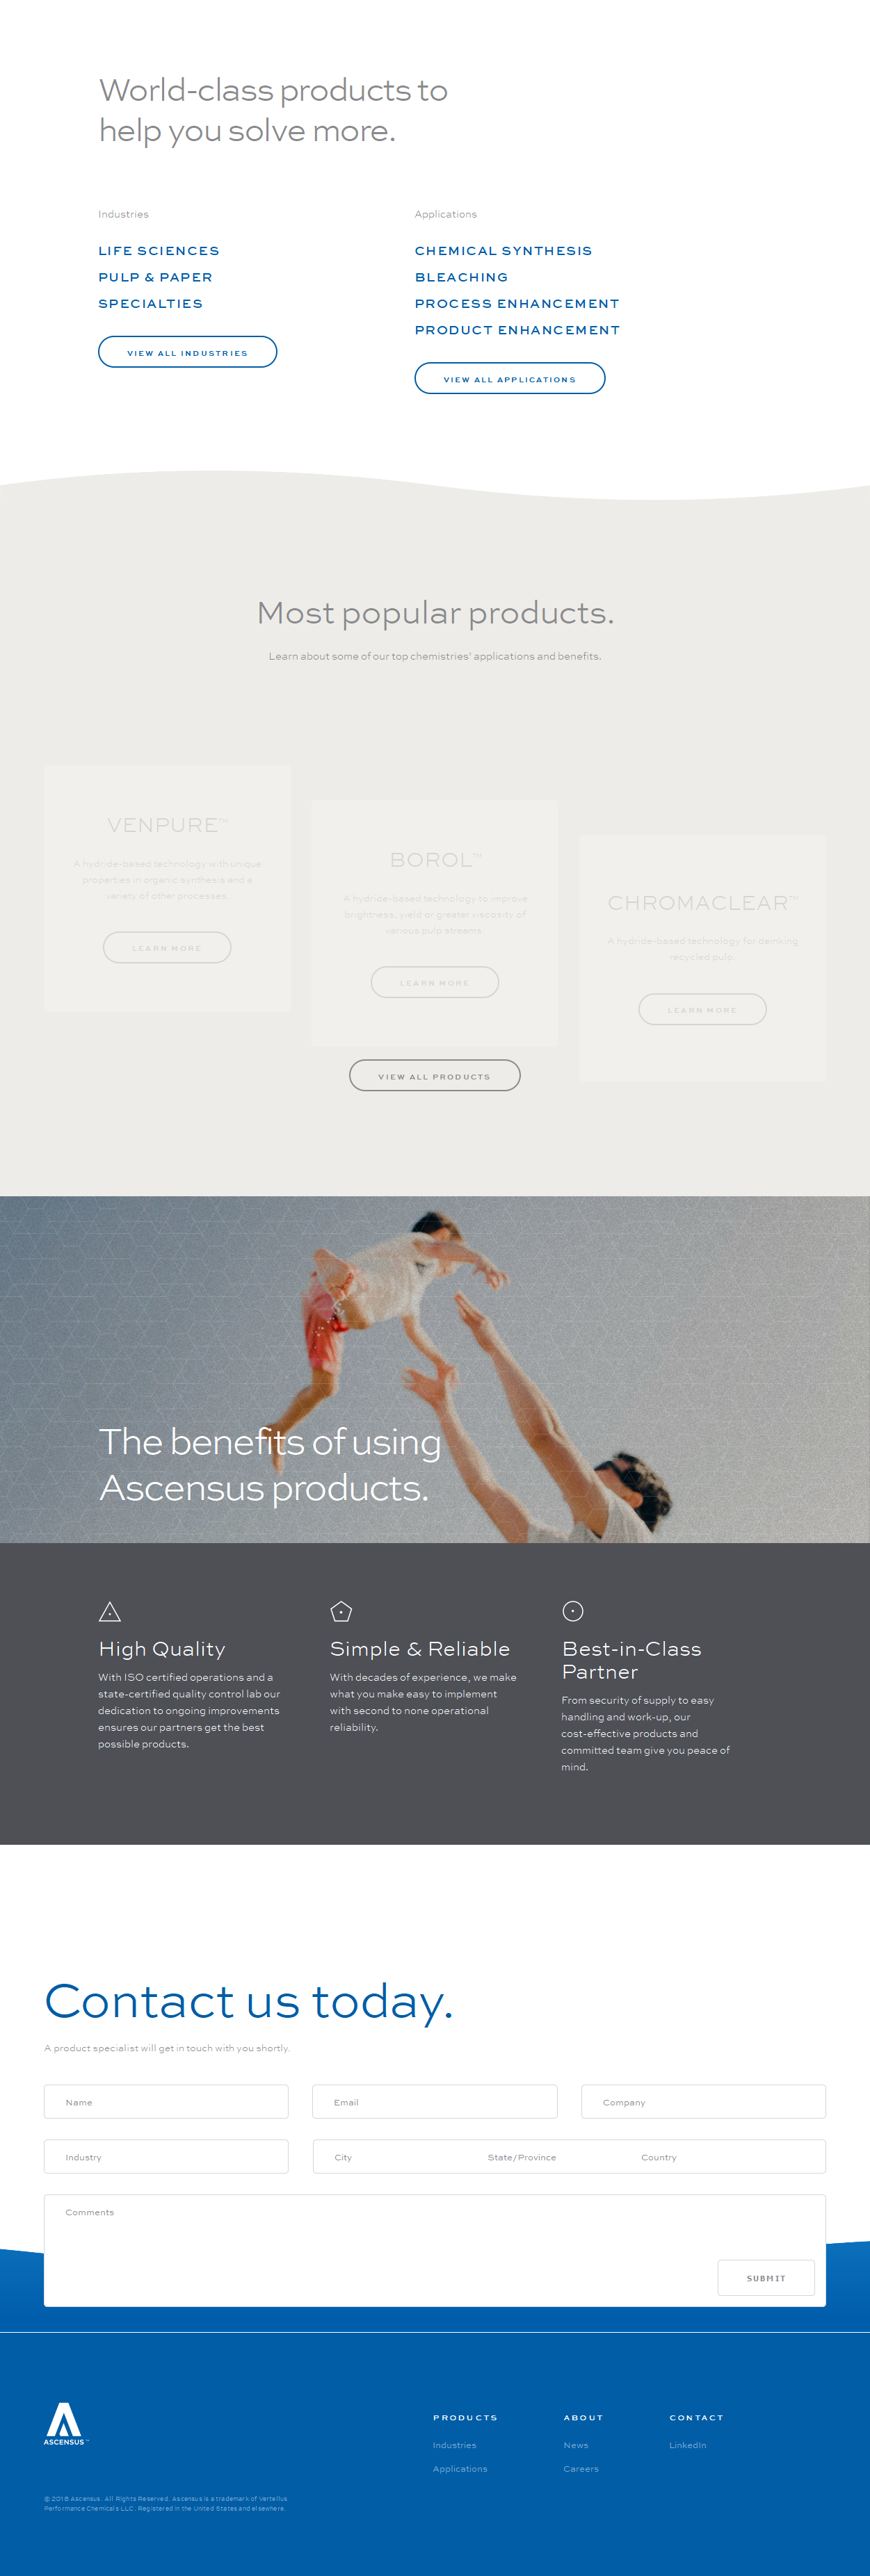 World-class products to
help you solve more.
Industries
LIFE SCIENCES
PULP & PAPER
SPECIALTIES
VIEW ALL INDUSTRIES
Applications
CHEMICAL SYNTHESIS
BLEACHING
PROCESS ENHANCEMENT
PRODUCT ENHANCEMENT
VIEW ALL APPLICATIONS
Most popular products.
Learn about some of our top chemistries' applications and benefits.
VENPURE™
A hydride-based technology with unique
properties in organic synthesis and a
variety of other processes.
LEARN MORE
BOROL™
A hydride-based technology to improve
brightness, yield or greater viscosity of
various pulp streams.
LEARN MORE
CHROMACLEAR™
A hydride-based technology for deinking
recycled pulp.
LEARN MORE
VIEW ALL PRODUCTS
The benefits of using
Ascensus products.
High Quality
With ISO certified operations and a
state-certified quality control lab our
dedication to ongoing improvements
ensures our partners get the best
possible products.
Simple & Reliable
With decades of experience, we make
what you make easy to implement
with second to none operational
reliability.
Best-in-Class
Partner
From security of supply to easy
handling and work-up, our
cost-effective products and
committed team give you peace of
mind.
Contact us today.
A product specialist will get in touch with you shortly.
Name
Email
Company
Industry
City
State/Province
Country
Comments
SUBMIT
ASCENSUS™
PRODUCTS
Industries
Applications
ABOUT
News
Careers
CONTACT
LinkedIn
© 2018 Ascensus. All Rights Reserved. Ascensus is a trademark of Vertellus
Performance Chemicals LLC. Registered in the United States and elsewhere.